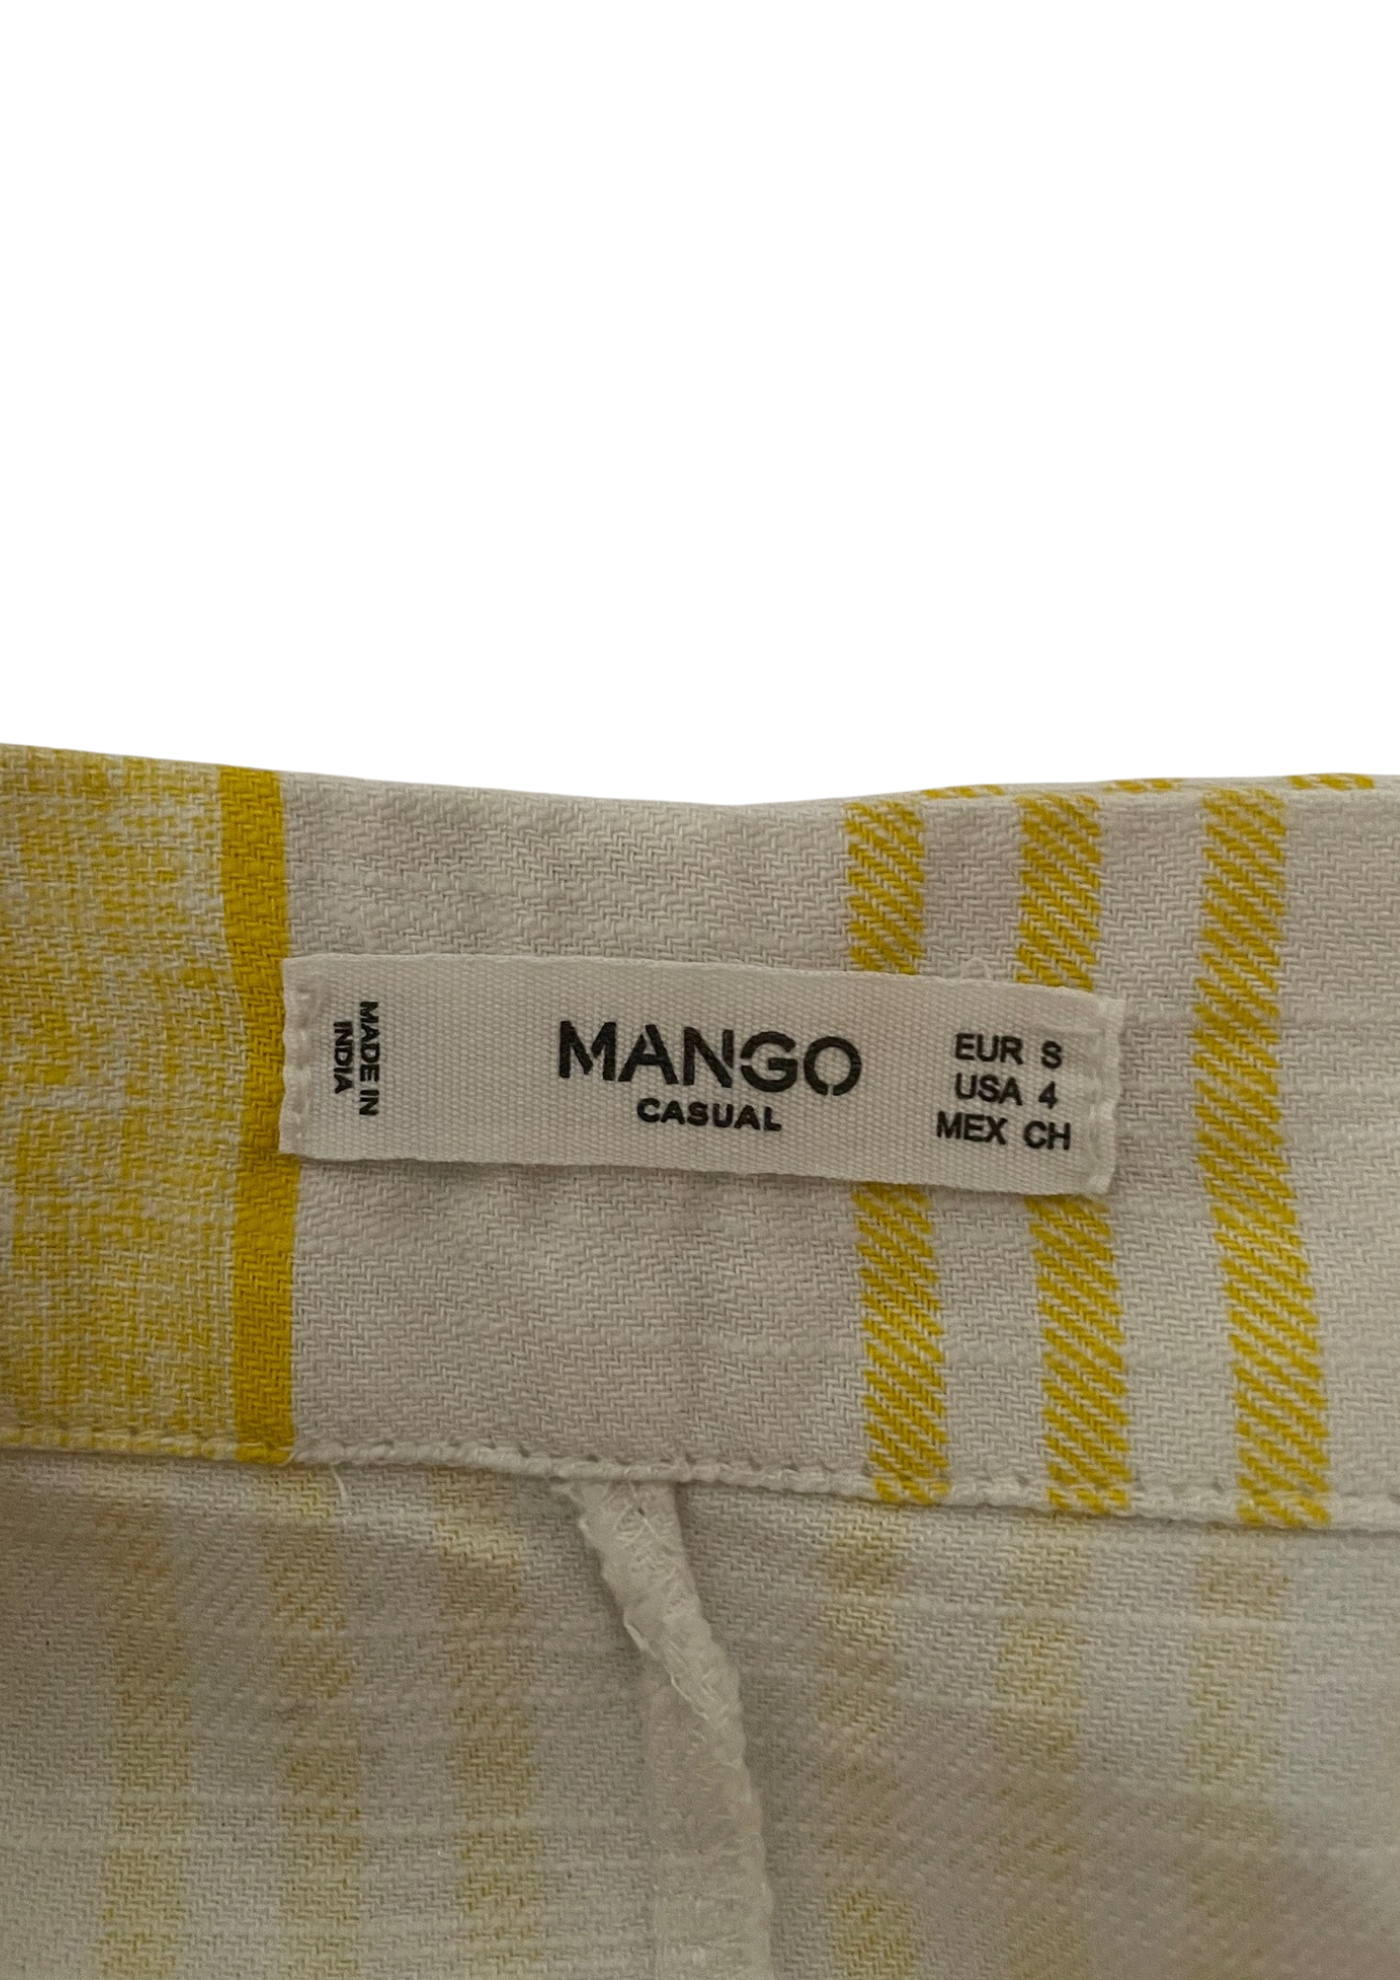 MADE IN
INDIA
MANGO
CASUAL
EUR S
USA 4
MEX CH